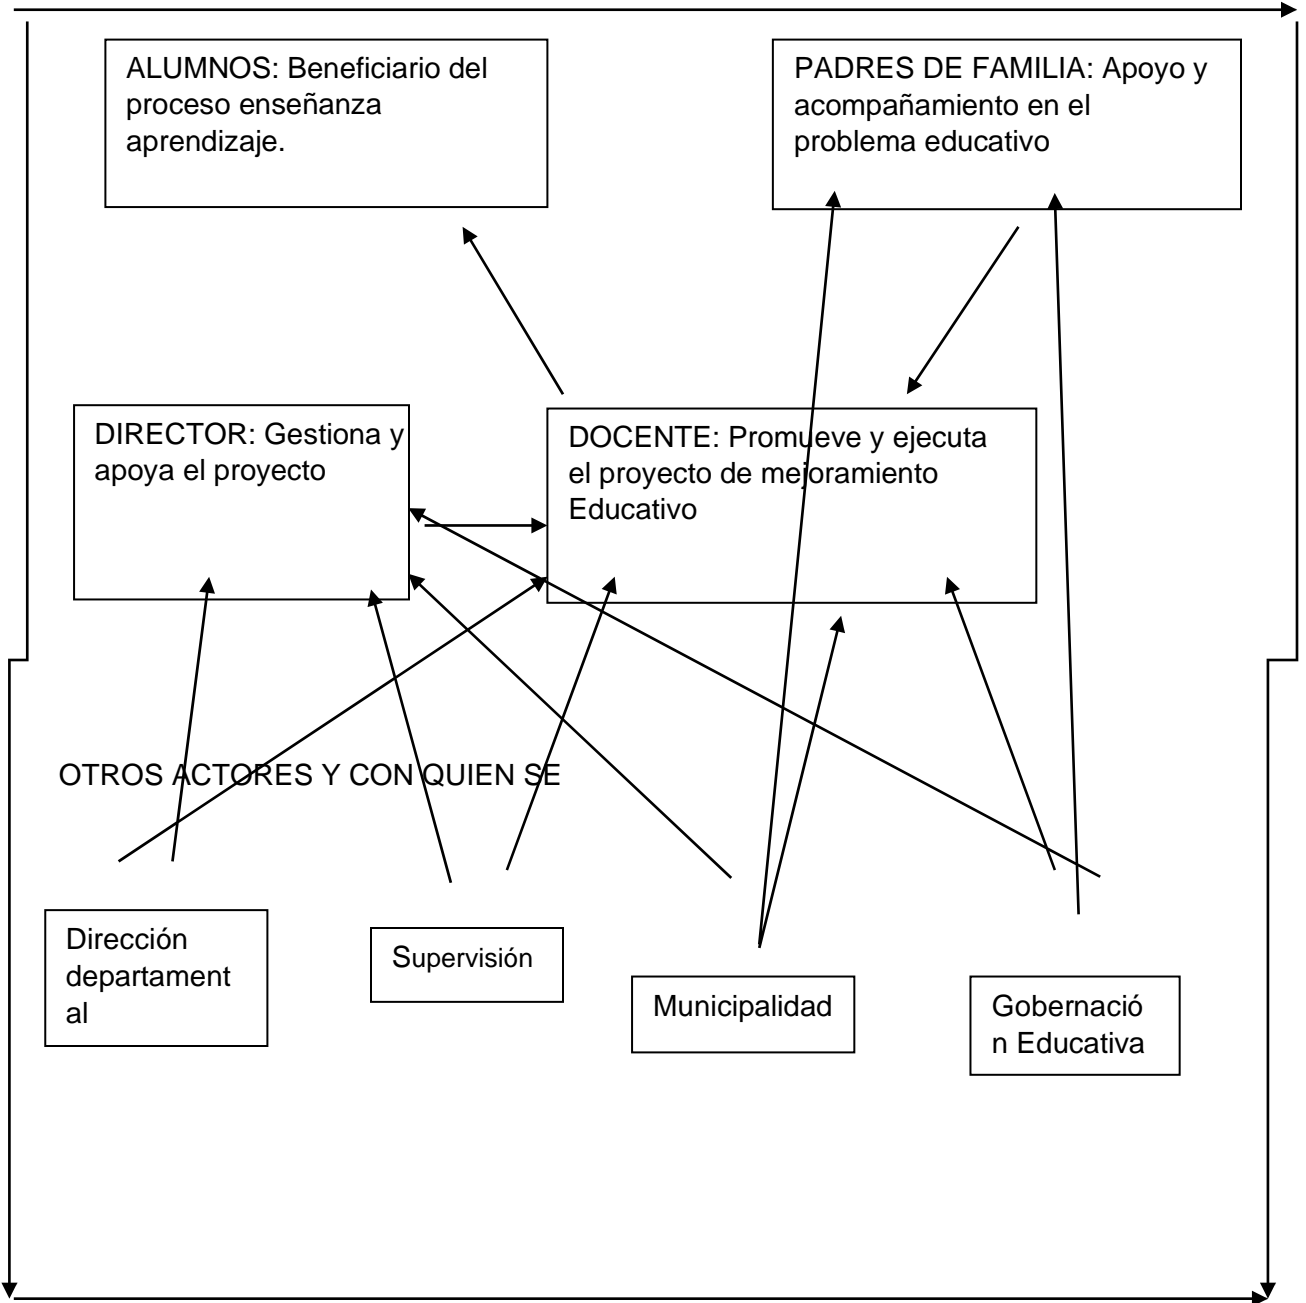 ALUMNOS: Beneficiario del
proceso enseñanza
aprendizaje.
PADRES DE FAMILIA: Apoyo y
acompañamiento en el
problema educativo
DIRECTOR: Gestiona y
apoya el proyecto
DOCENTE: Promueve y ejecuta
el proyecto de mejoramiento
Educativo
OTROS ACTORES Y CON QUIEN SE
Dirección
departament
al
Supervisión
Municipalidad
Gobernació
n Educativa